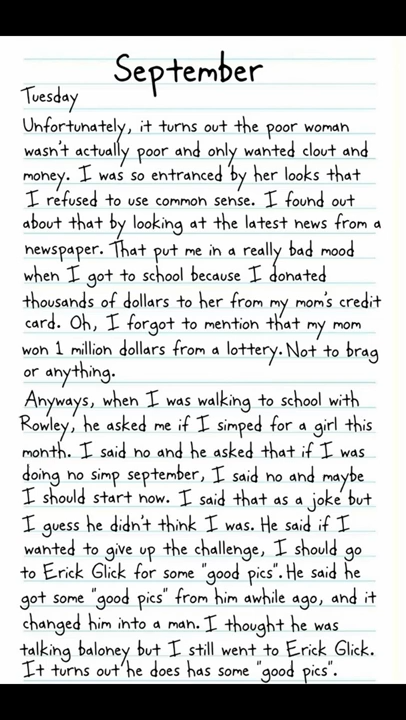 September
Tuesday
Unfortunately, it turns out the poor woman
wasn't actually poor and only wanted clout and
money. I was so entranced by her looks that
I refused to use common sense. I found out
about that by looking at the latest news from a
newspaper. That put me in a really bad mood
when I got to school because I donated
thousands of dollars to her from my mom's credit
card. Oh, I forgot to mention that my mom
won 1 million dollars from a lottery. Not to brag
or anything.
Anyways, when I was walking to school with
Rowley, he asked me if I simped for a girl this
month. I said no and he asked that if I was
doing no simp september, I said no and maybe
I should start now. I said that as a joke but
I guess he didn't think I was. He said if I
wanted to give up the challenge, I should go
to Erick Glick for some "good pics". He said he
got some "good pics" from him awhile ago, and it
changed him into a man. I thought he was
talking baloney but I still went to Erick Glick.
It turns out he does has some "good pics".